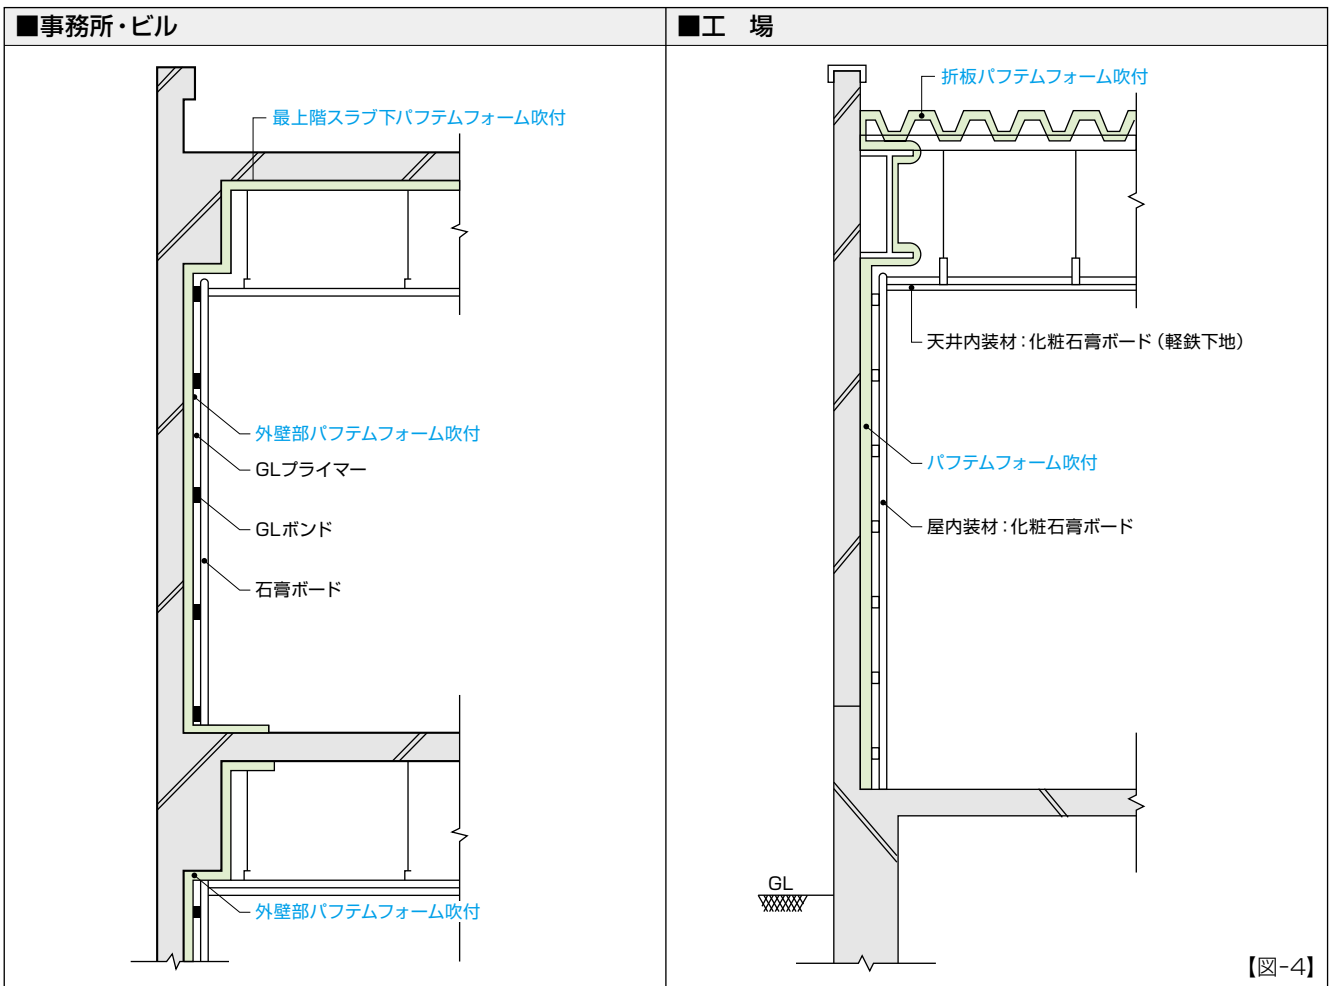 ■事務所・ビル
最上階スラブ下パフテムフォーム吹付
外壁部パフテムフォーム吹付
GLプライマー
GLボンド
石膏ボード
外壁部パフテムフォーム吹付
■工　場
折板パフテムフォーム吹付
天井内装材：化粧石膏ボード（軽鉄下地）
パフテムフォーム吹付
屋内装材：化粧石膏ボード
GL
【図-4】